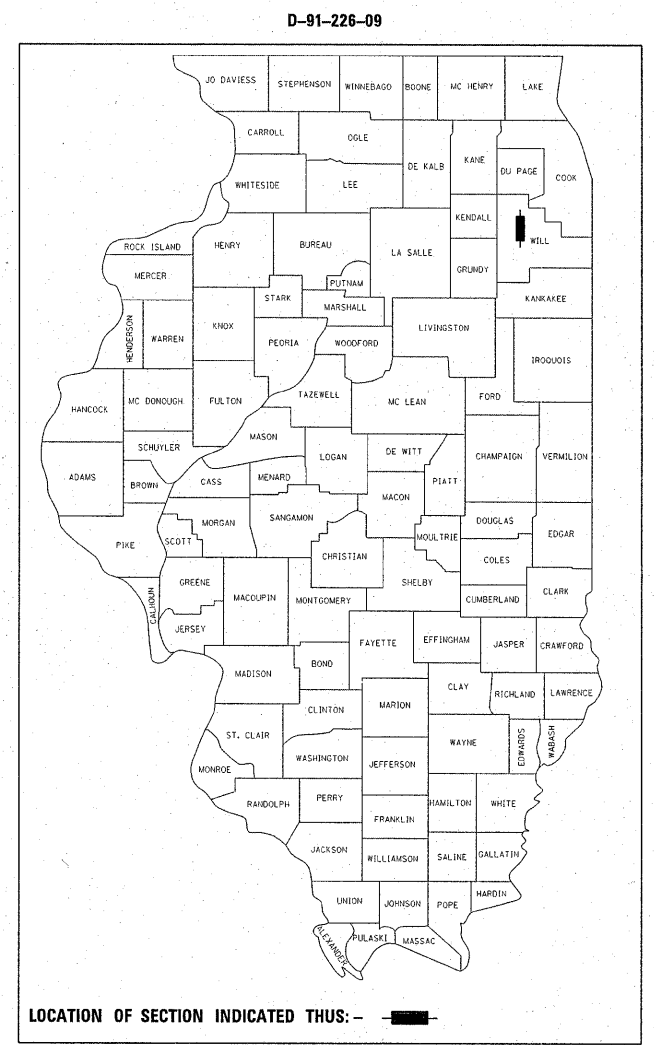 D-91-226-09
JO DAVIESS
STEPHENSON
WINNEBAGO
BOONE
MC HENRY
LAKE
CARROLL
OGLE
DE KALB
KANE
DU PAGE
COOK
WHITESIDE
LEE
KENDALL
WILL
ROCK ISLAND
HENRY
BUREAU
LA SALLE
GRUNDY
MERCER
PUTNAM
STARK
MARSHALL
KANKAKEE
HENDERSON
WARREN
KNOX
PEORIA
WOODFORD
LIVINGSTON
IROQUOIS
HANCOCK
MC DONOUGH
FULTON
TAZEWELL
MC LEAN
FORD
MASON
SCHUYLER
LOGAN
DE WITT
CHAMPAIGN
VERMILION
ADAMS
BROWN
CASS
MENARD
PIATT
MACON
PIKE
SCOTT
MORGAN
SANGAMON
MOULTRIE
DOUGLAS
EDGAR
CHRISTIAN
COLES
CALHOUN
GREENE
MACOUPIN
MONTGOMERY
SHELBY
CUMBERLAND
CLARK
JERSEY
FAYETTE
EFFINGHAM
JASPER
CRAWFORD
MADISON
BOND
CLAY
RICHLAND
LAWRENCE
CLINTON
MARION
ST. CLAIR
WAYNE
EDWARDS
WABASH
MONROE
WASHINGTON
JEFFERSON
RANDOLPH
PERRY
HAMILTON
WHITE
FRANKLIN
JACKSON
WILLIAMSON
SALINE
GALLATIN
UNION
JOHNSON
POPE
HARDIN
ALEXANDER
PULASKI
MASSAC
LOCATION OF SECTION INDICATED THUS: -